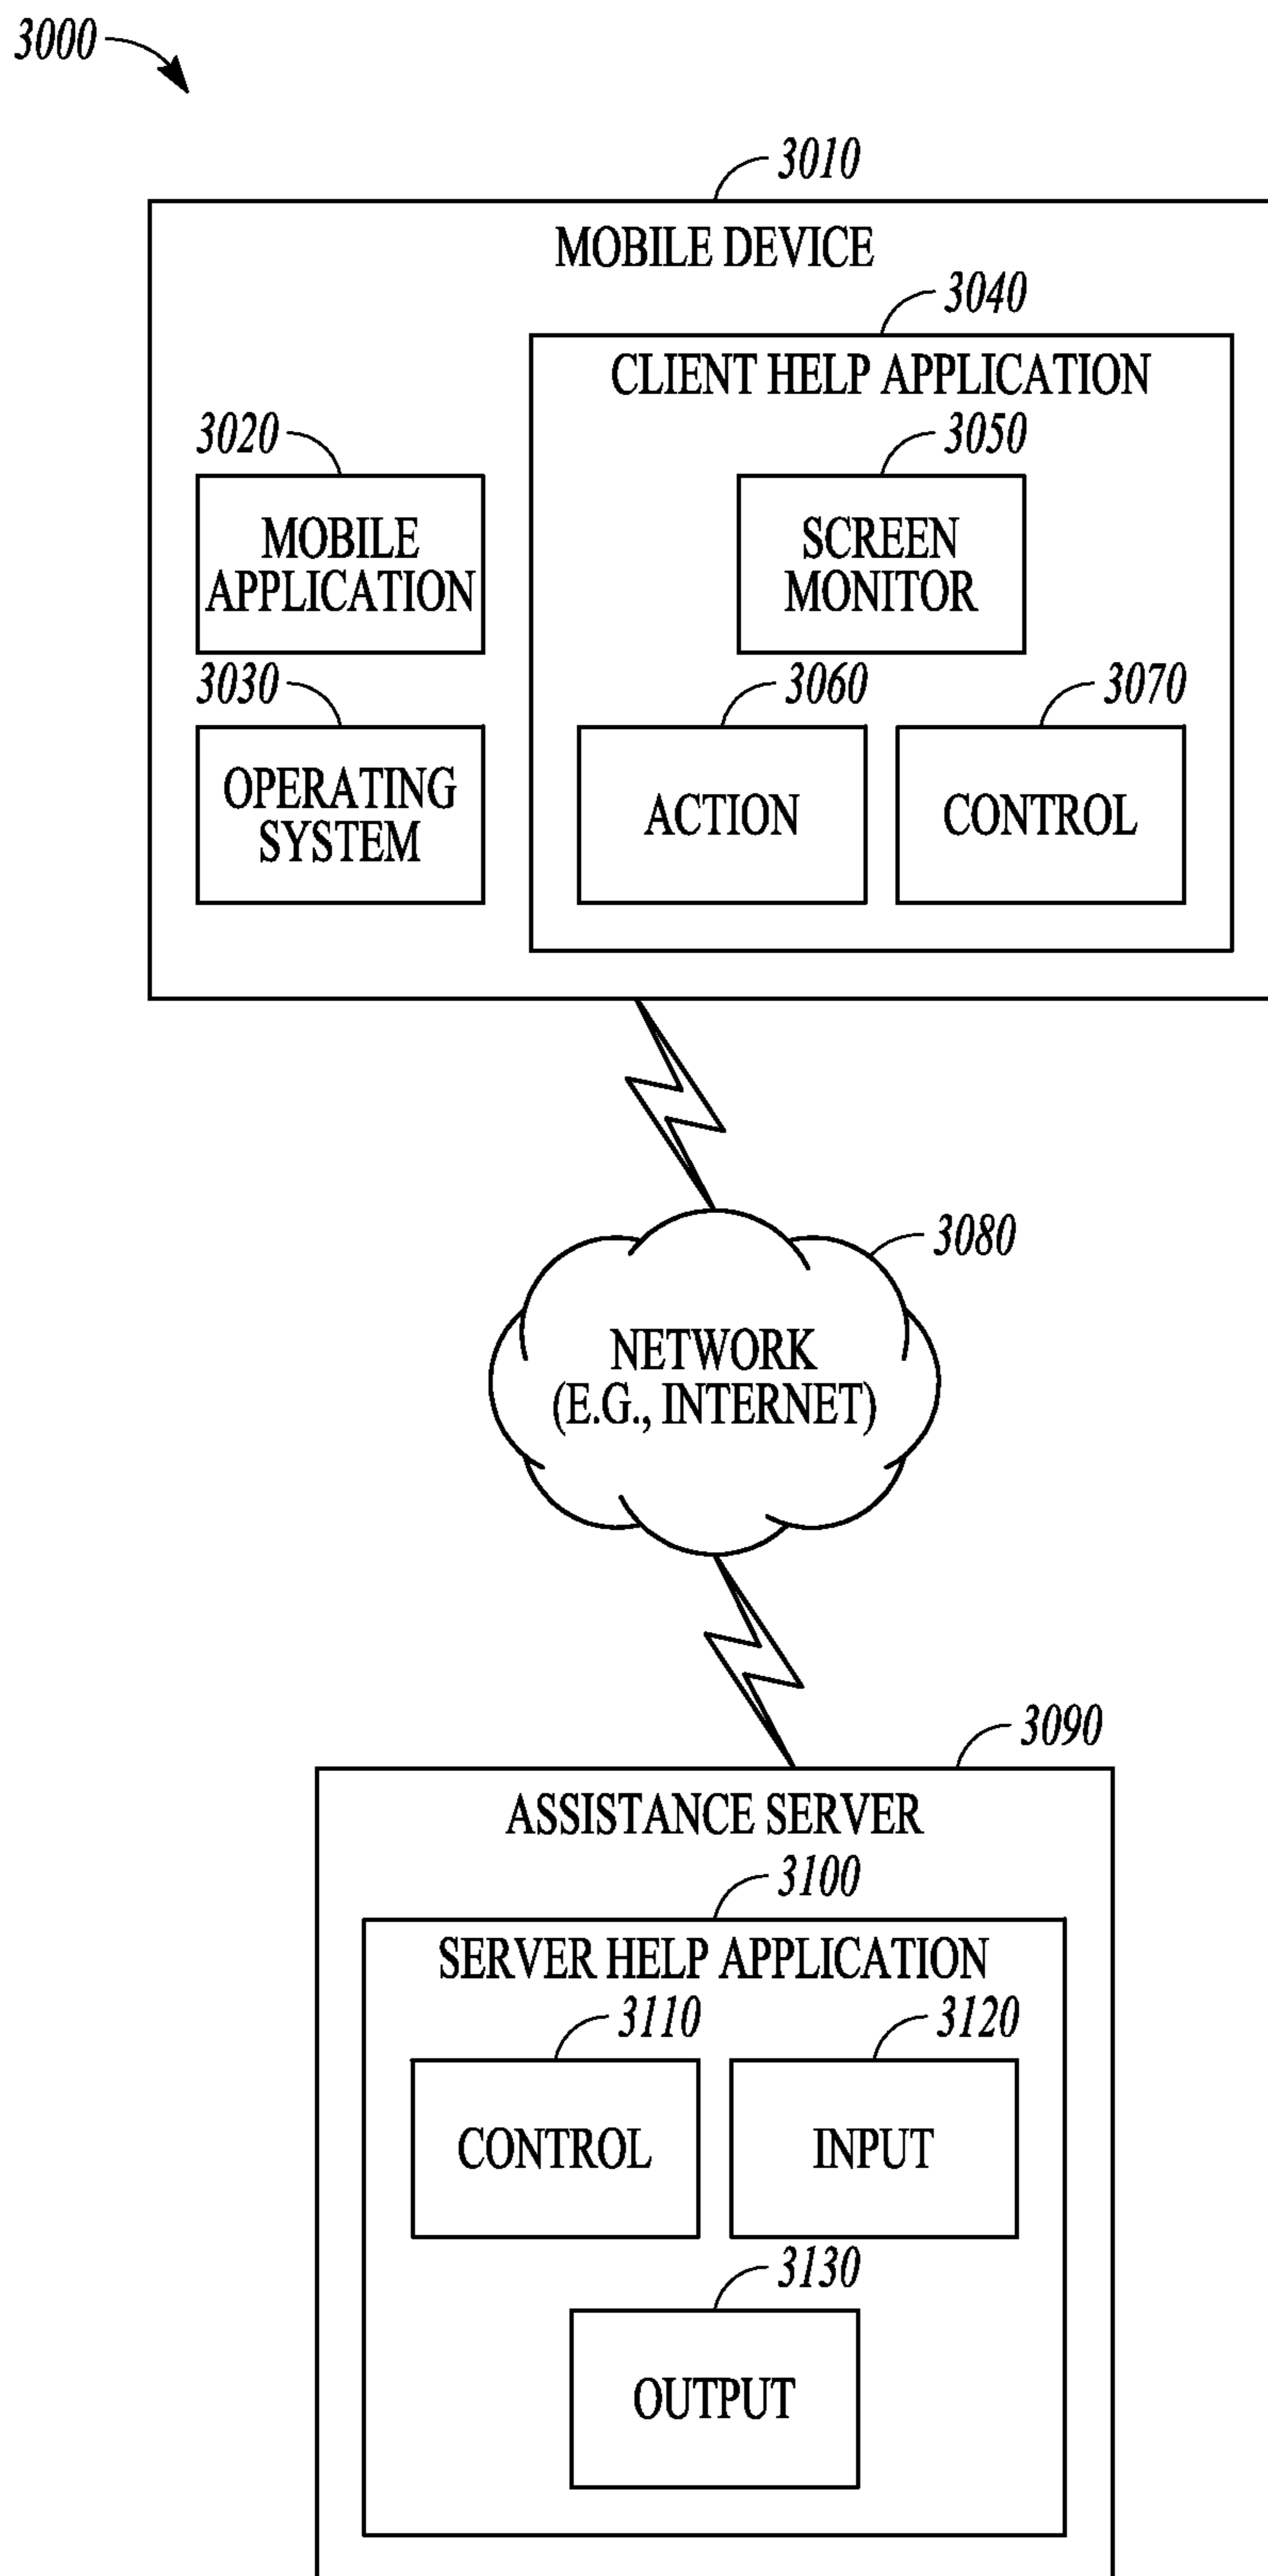 3000
3010
MOBILE DEVICE
3040
CLIENT HELP APPLICATION
3020
3050
MOBILE
APPLICATION
SCREEN
MONITOR
3030
3060
3070
OPERATING
SYSTEM
ACTION
CONTROL
3080
NETWORK
(E.G., INTERNET)
3090
ASSISTANCE SERVER
3100
SERVER HELP APPLICATION
3110
3120
CONTROL
INPUT
3130
OUTPUT